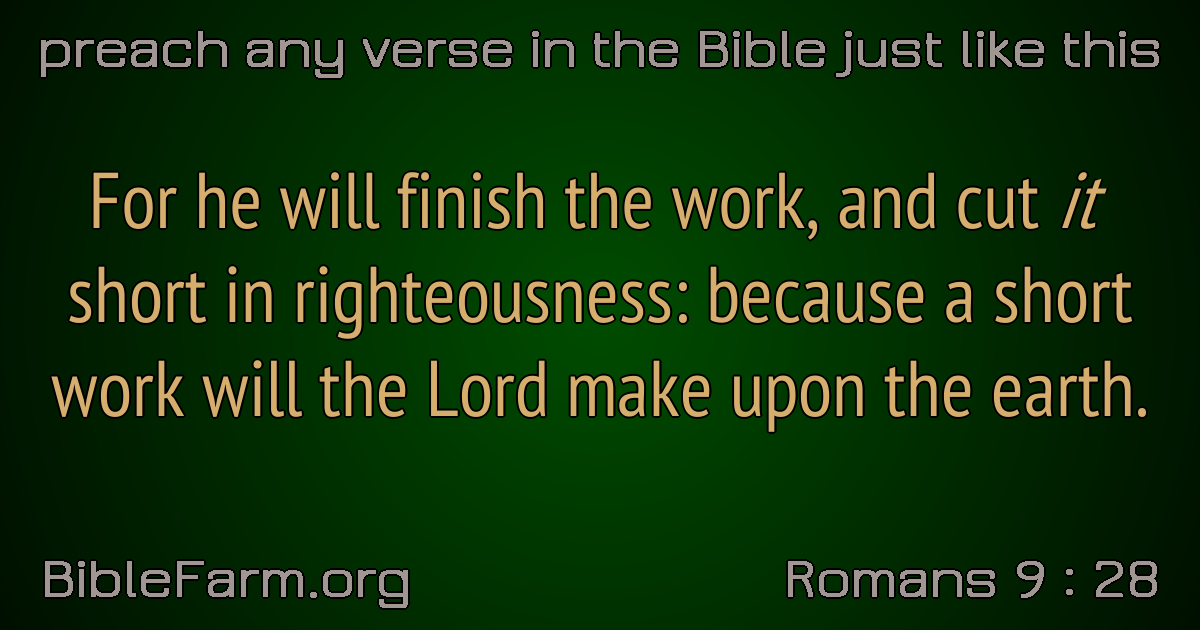 preach any verse in the Bible just like this
For he will finish the work, and cut it
short in righteousness: because a short
work will the Lord make upon the earth.
BibleFarm.org
Romans 9 : 28